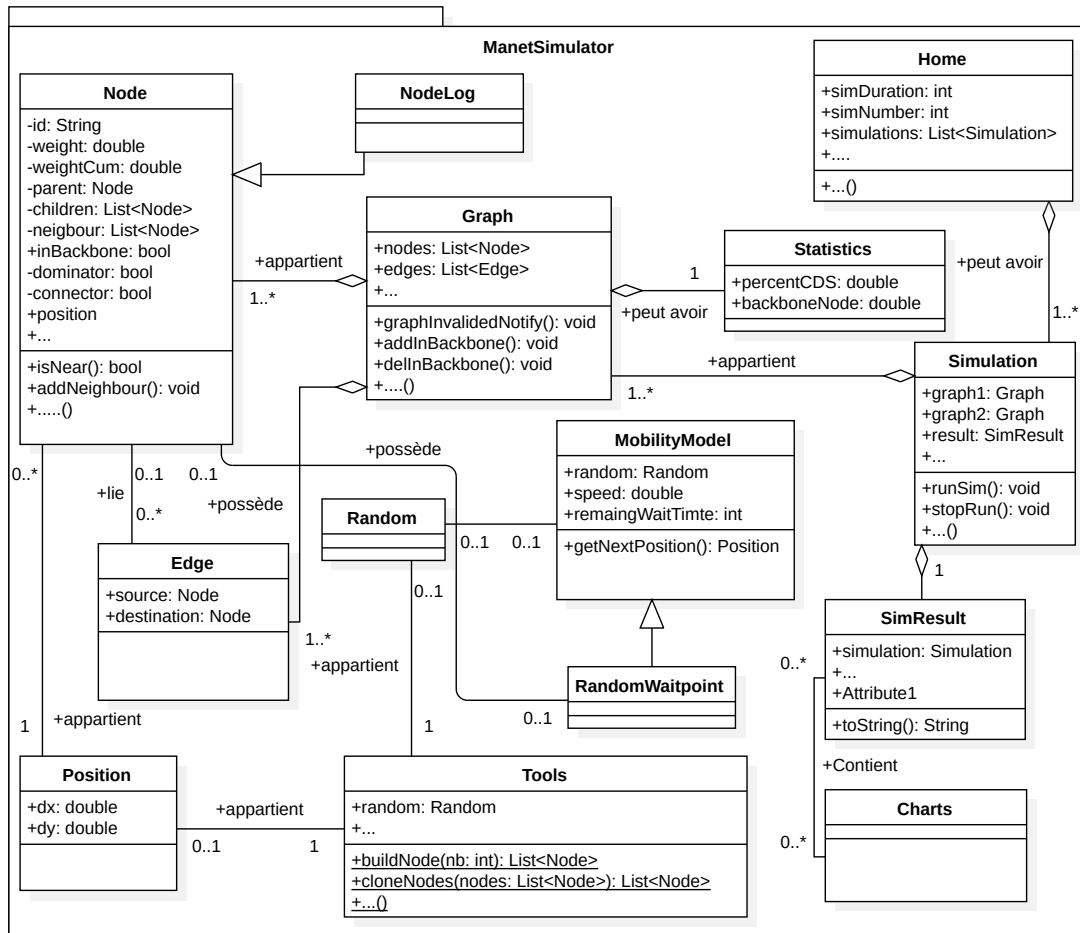 ManetSimulator
Node
-id: String
-weight: double
-weightCum: double
-parent: Node
-children: List<Node>
-neigbour: List<Node>
+inBackbone: bool
-dominator: bool
-connector: bool
+position
+...
+isNear(): bool
+addNeighbour(): void
+.....()
NodeLog
Home
+simDuration: int
+simNumber: int
+simulations: List<Simulation>
+....
+...()
Graph
+nodes: List<Node>
+edges: List<Edge>
+...
+graphInvalidedNotify(): void
+addInBackbone(): void
+delInBackbone(): void
+....()
+appartient
1..*
Statistics
+percentCDS: double
+backboneNode: double
1
+peut avoir
+peut avoir
1..*
+appartient
1..*
Simulation
+graph1: Graph
+graph2: Graph
+result: SimResult
+...
+runSim(): void
+stopRun(): void
+...()
1
MobilityModel
+random: Random
+speed: double
+remaingWaitTimte: int
+getNextPosition(): Position
+possède
0..*
0..1
0..1
+lie
0..*
+possède
Random
0..1
0..1
0..1
Edge
+source: Node
+destination: Node
1..*
+appartient
SimResult
+simulation: Simulation
+...
+Attribute1
+toString(): String
0..*
RandomWaitpoint
0..1
+appartient
1
1
Position
+dx: double
+dy: double
+appartient
0..1
1
Tools
+random: Random
+...
+buildNode(nb: int): List<Node>
+cloneNodes(nodes: List<Node>): List<Node>
+...()
+Contient
0..*
Charts